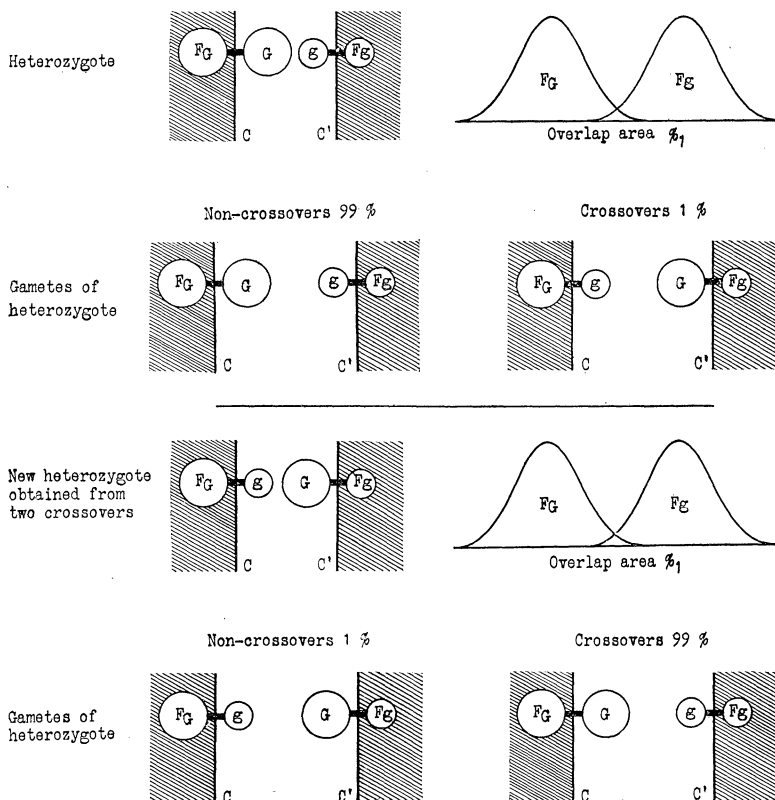 Heterozygote
FG G g Fg
C C'
FG Fg
Overlap area %1
Non-crossovers 99 %
Crossovers 1 %
Gametes of
heterozygote
FG G g Fg
C C'
FG g G Fg
C C'
New heterozygote
obtained from
two crossovers
FG g G Fg
C C'
FG Fg
Overlap area %1
Non-crossovers 1 %
Crossovers 99 %
Gametes of
heterozygote
FG g G Fg
C C'
FG G g Fg
C C'